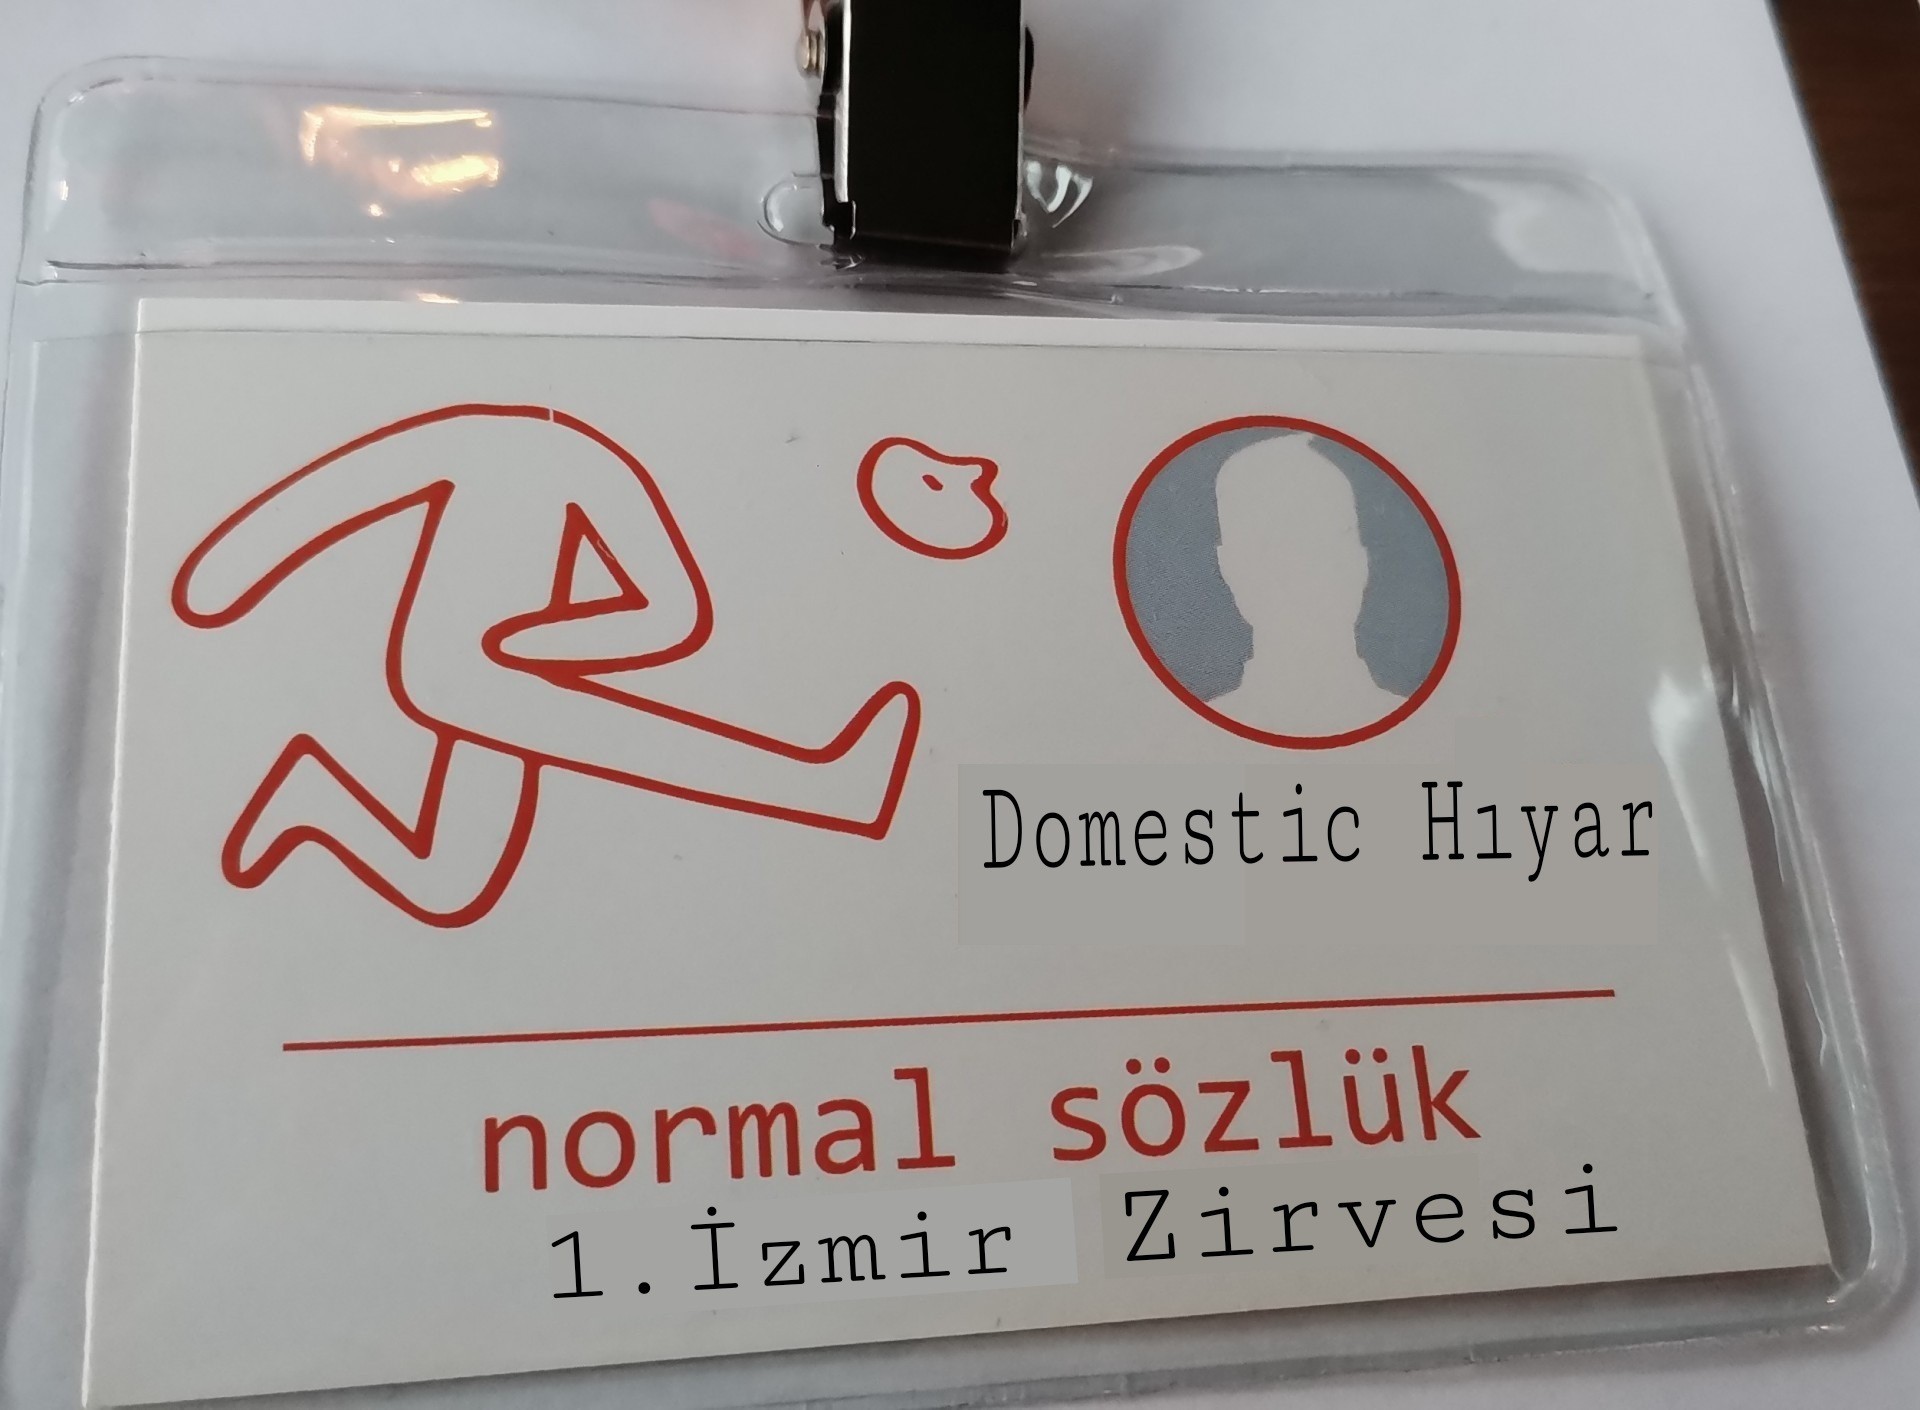 Domestic Hıyar
normal sözlük
1.İzmir Zirvesi